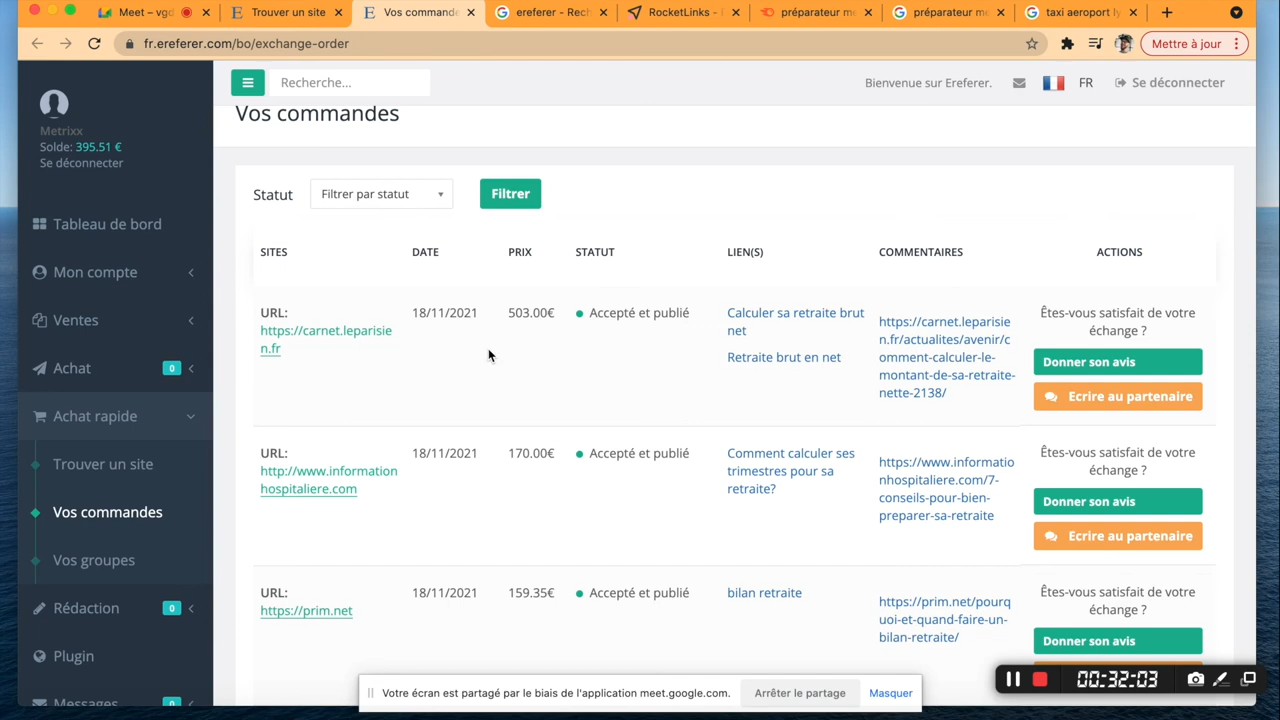 Meet – vgd
Trouver un site
Vos commande
ereferer - Rech
RocketLinks - i
préparateur me
préparateur me
taxi aeroport ly
fr.ereferer.com/bo/exchange-order
Mettre à jour
Metrixx
Solde: 395.51 €
Se déconnecter
Recherche...
Bienvenue sur Ereferer.
FR
Se déconnecter
Vos commandes
Tableau de bord
Mon compte
Ventes
Achat 0
Achat rapide
Trouver un site
Vos commandes
Vos groupes
Rédaction 0
Plugin
Messages 0
Statut
Filtrer par statut
Filtrer
SITES DATE PRIX STATUT LIEN(S) COMMENTAIRES ACTIONS
URL:
https://carnet.leparisie
n.fr
18/11/2021
503.00€
Accepté et publié
Calculer sa retraite brut
net
Retraite brut en net
https://carnet.leparisie
n.fr/actualites/avenir/c
omment-calculer-le-
montant-de-sa-retraite-
nette-2138/
Êtes-vous satisfait de votre
échange ?
Donner son avis
Ecrire au partenaire
URL:
http://www.information
hospitaliere.com
18/11/2021
170.00€
Accepté et publié
Comment calculer ses
trimestres pour sa
retraite?
https://www.informatio
nhospitaliere.com/7-
conseils-pour-bien-
preparer-sa-retraite
Êtes-vous satisfait de votre
échange ?
Donner son avis
Ecrire au partenaire
URL:
https://prim.net
18/11/2021
159.35€
Accepté et publié
bilan retraite
https://prim.net/pourq
uoi-et-quand-faire-un-
bilan-retraite/
Êtes-vous satisfait de votre
échange ?
Donner son avis
Votre écran est partagé par le biais de l'application meet.google.com.
Arrêter le partage
Masquer
00:32:03